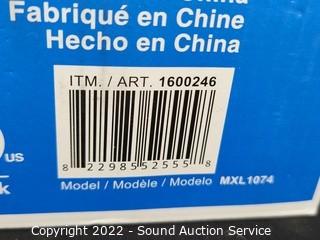 Fabriqué en Chine
Hecho en China
ITM. / ART. 1600246
US
8 22985 52555 8
Model / Modèle / Modelo MXL1074
Copyright 2022 - Sound Auction Service